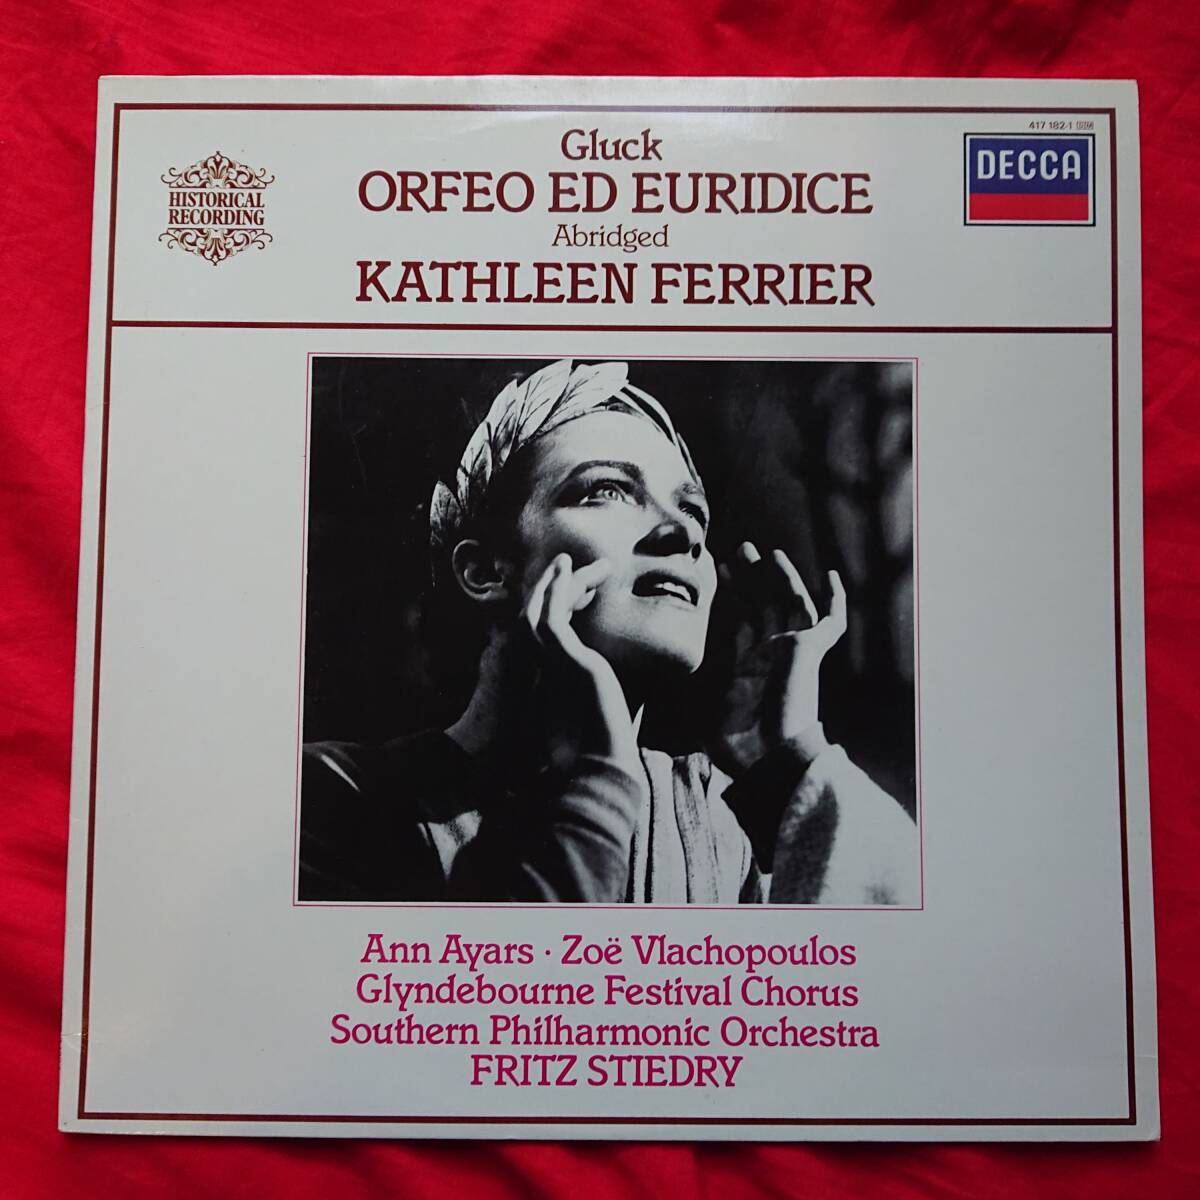 417 182-1
DECCA
HISTORICAL
RECORDING
Gluck
ORFEO ED EURIDICE
Abridged
KATHLEEN FERRIER
Ann Ayars · Zoë Vlachopoulos
Glyndebourne Festival Chorus
Southern Philharmonic Orchestra
FRITZ STIEDRY